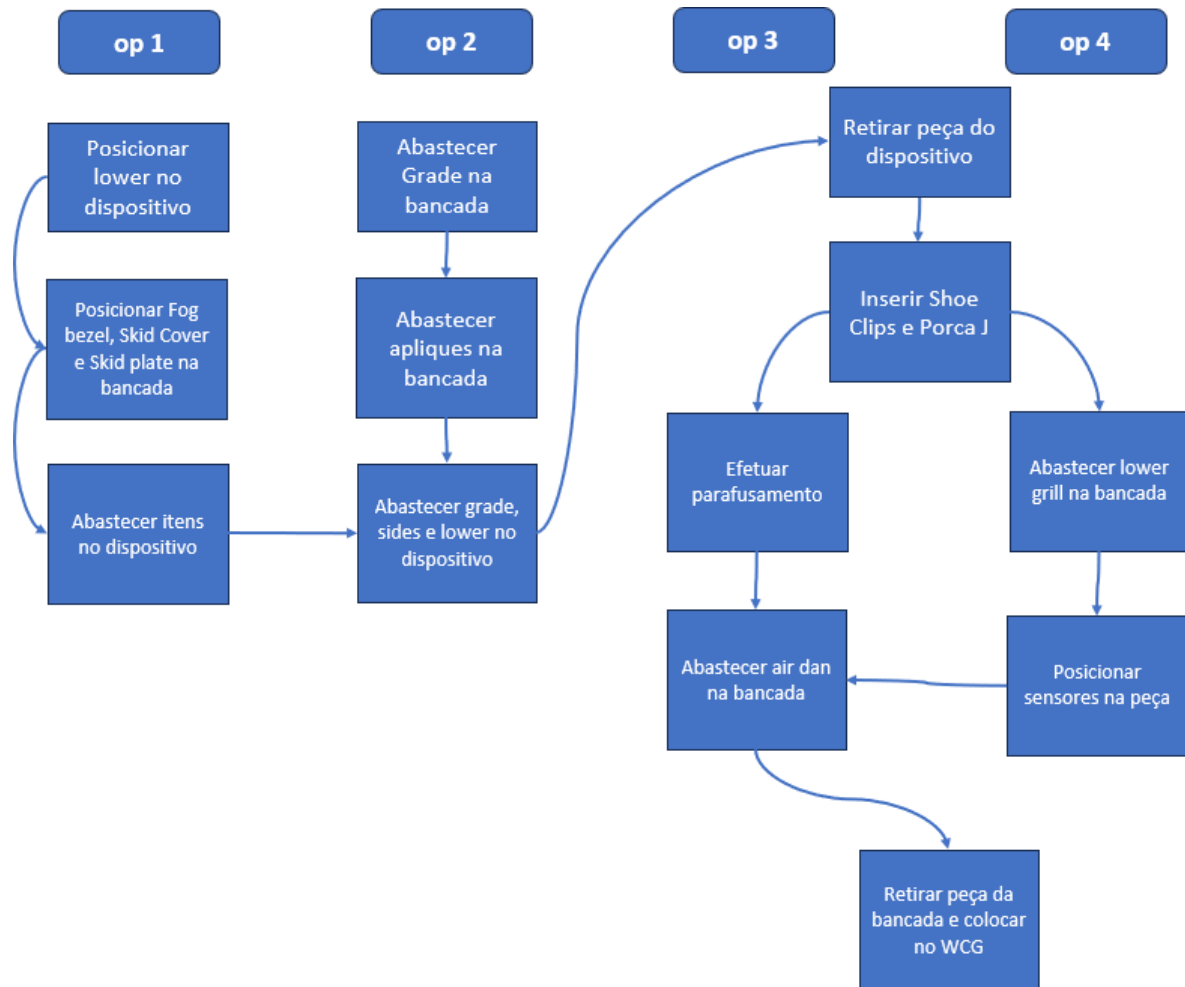 op 1
op 2
op 3
op 4
Posicionar
lower no
dispositivo
Posicionar Fog
bezel, Skid Cover
e Skid plate na
bancada
Abastecer itens
no dispositivo
Abastecer
Grade na
bancada
Abastecer
apliques na
bancada
Abastecer grade,
sides e lower no
dispositivo
Retirar peça do
dispositivo
Inserir Shoe
Clips e Porca J
Efetuar
parafusamento
Abastecer lower
grill na bancada
Abastecer air dan
na bancada
Posicionar
sensores na peça
Retirar peça da
bancada e colocar
no WCG